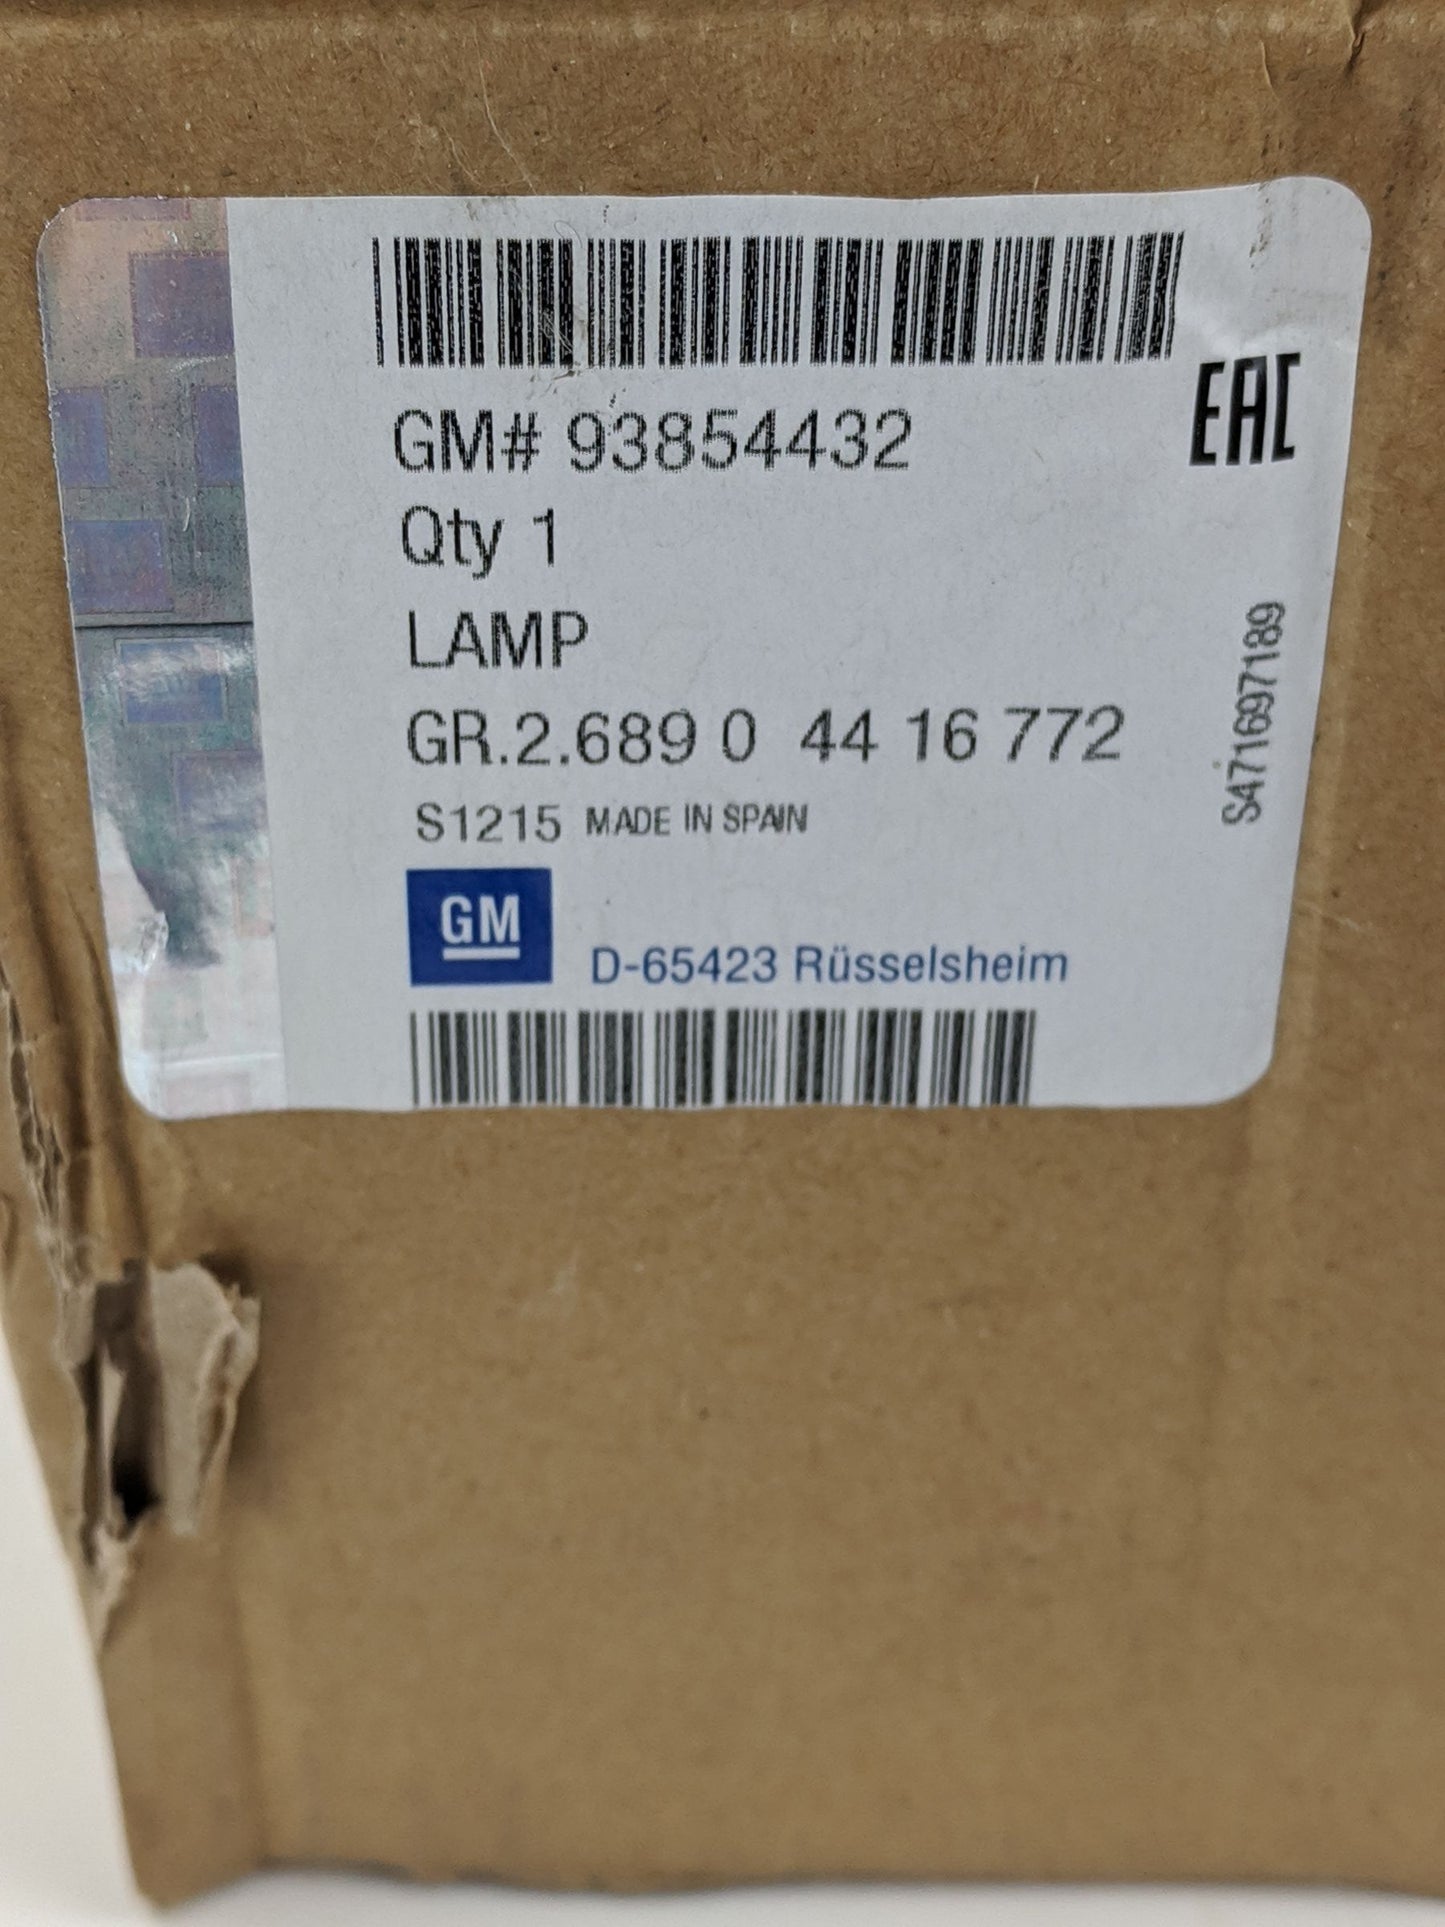 GM# 93854432
EAC
Qty 1
LAMP
GR.2.689 0 44 16 772
S471697189
S1215 MADE IN SPAIN
GM
D-65423 Rüsselsheim